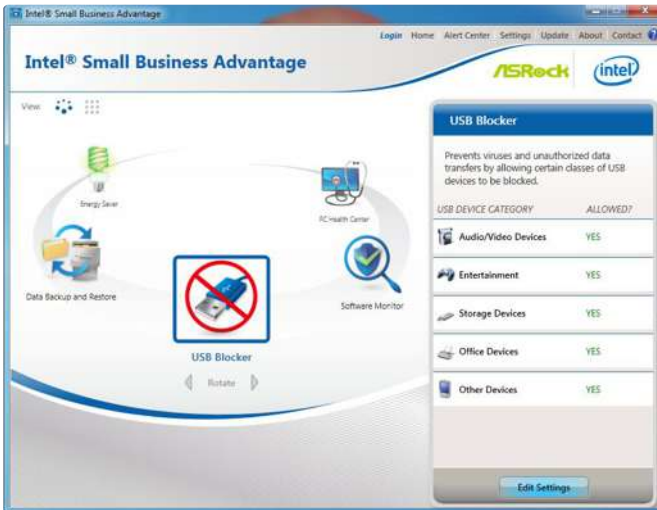 Intel® Small Business Advantage
Login Home Alert Center Settings Update About Contact ?
Intel® Small Business Advantage
ASRock
intel
View:
USB Blocker
Prevents viruses and unauthorized data
transfers by allowing certain classes of USB
devices to be blocked.
USB DEVICE CATEGORY ALLOWED?
Audio/Video Devices YES
Entertainment YES
Storage Devices YES
Office Devices YES
Other Devices YES
Edit Settings
Energy Saver
PC Health Center
Data Backup and Restore
Software Monitor
USB Blocker
Rotate